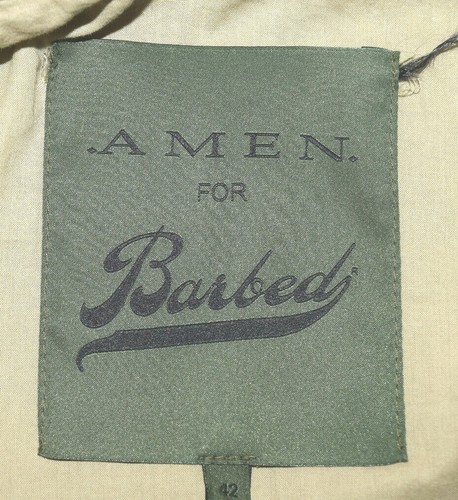 .AMEN.
FOR
Barbed®
42